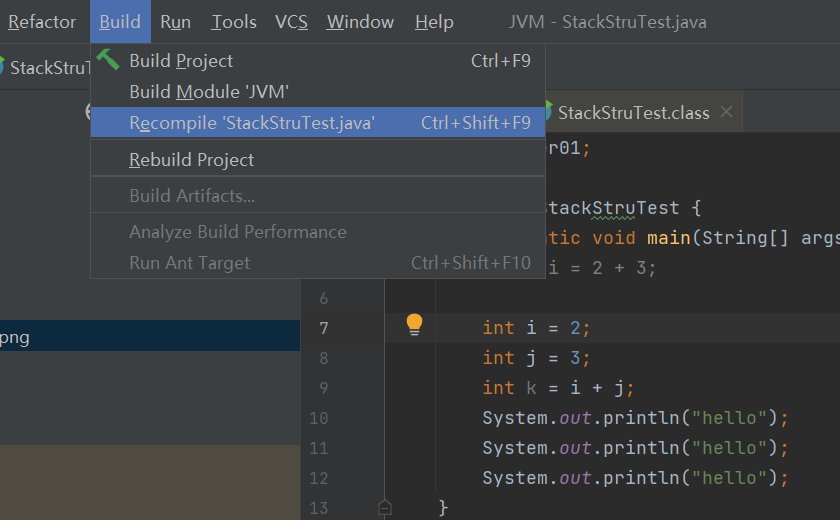 Refactor Build Run Tools VCS Window Help JVM - StackStruTest.java
StackStruT
Build Project Ctrl+F9
Build Module 'JVM'
Recompile 'StackStruTest.java' Ctrl+Shift+F9
Rebuild Project
Build Artifacts...
Analyze Build Performance
Run Ant Target Ctrl+Shift+F10
png
StackStruTest.class
r01;
tackStruTest {
tic void main(String[] args
i = 2 + 3;
6
7 int i = 2;
8 int j = 3;
9 int k = i + j;
10 System.out.println("hello");
11 System.out.println("hello");
12 System.out.println("hello");
13 }